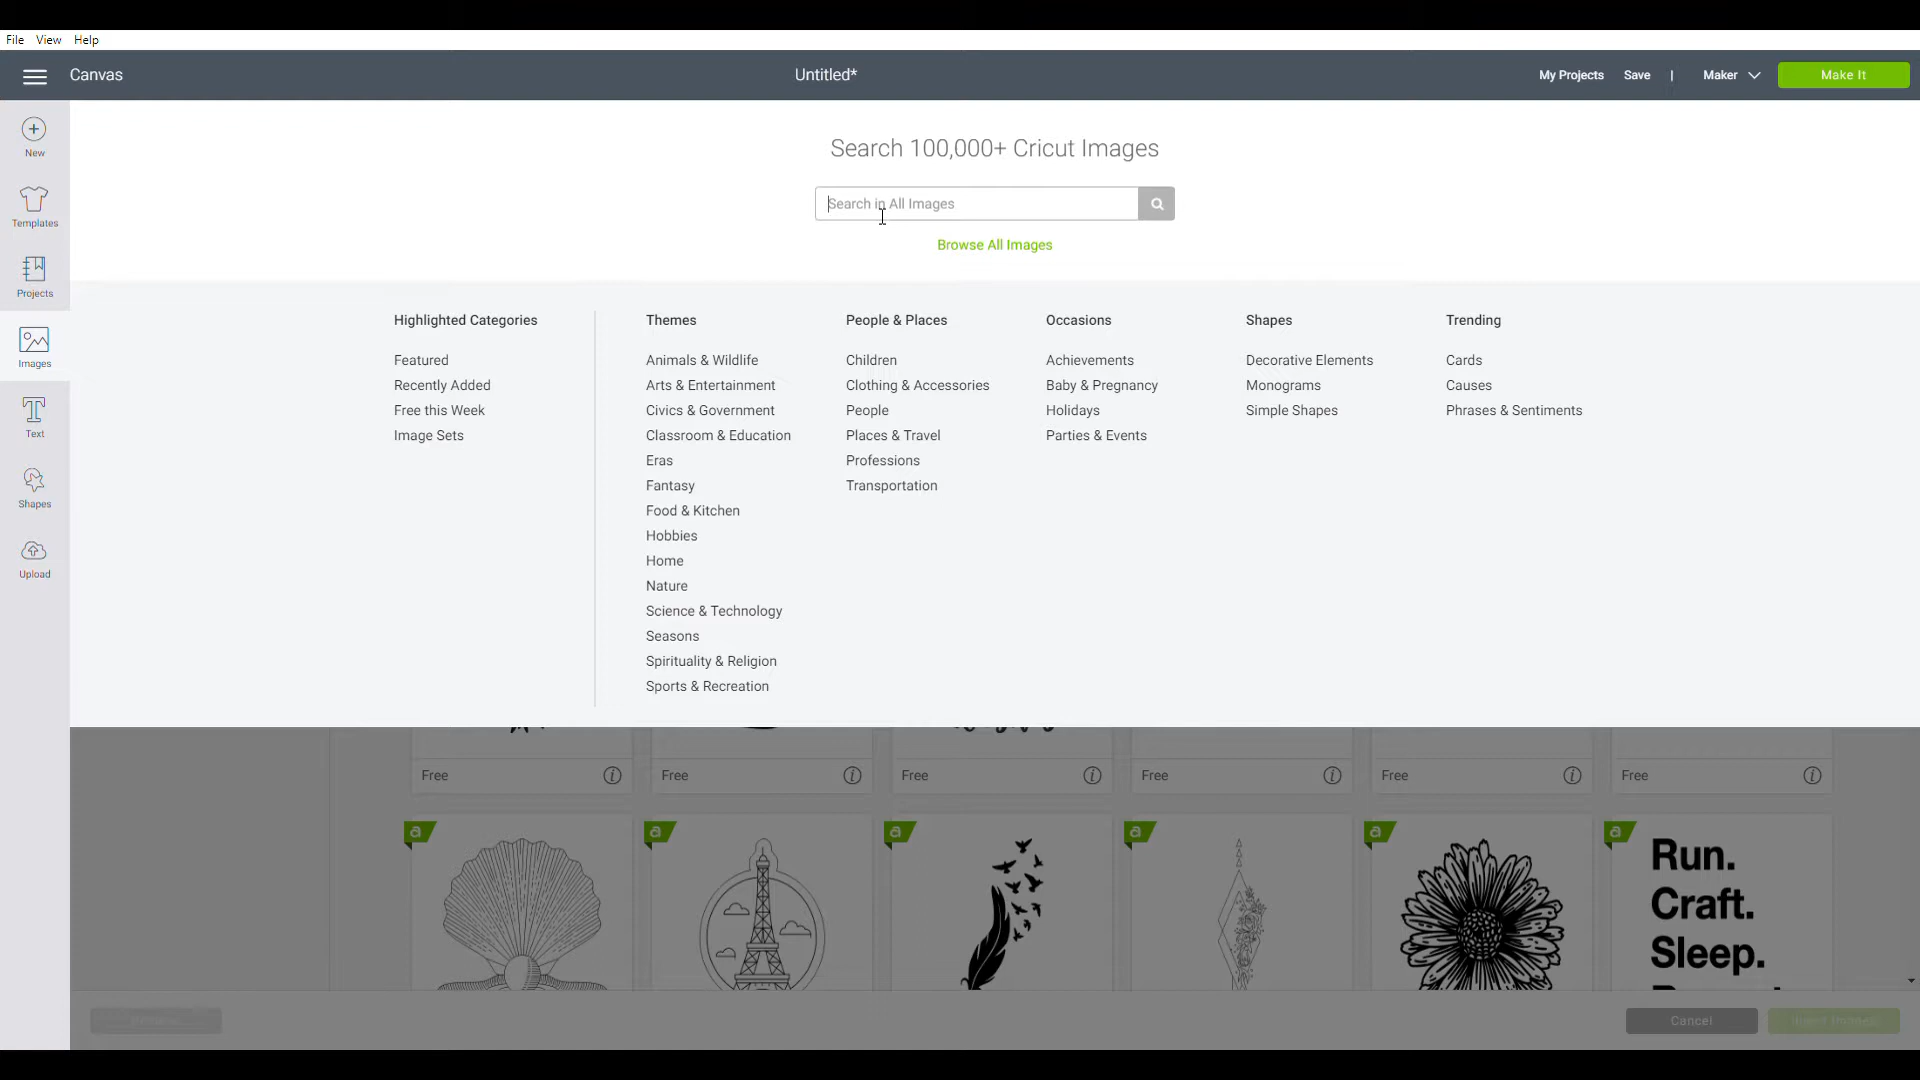 File View Help
Canvas
Untitled*
My Projects Save | Maker Make It
New
Templates
Projects
Images
Text
Shapes
Upload
Search 100,000+ Cricut Images
Search in All Images
Browse All Images
Highlighted Categories
Featured
Recently Added
Free this Week
Image Sets
Themes
Animals & Wildlife
Arts & Entertainment
Civics & Government
Classroom & Education
Eras
Fantasy
Food & Kitchen
Hobbies
Home
Nature
Science & Technology
Seasons
Spirituality & Religion
Sports & Recreation
People & Places
Children
Clothing & Accessories
People
Places & Travel
Professions
Transportation
Occasions
Achievements
Baby & Pregnancy
Holidays
Parties & Events
Shapes
Decorative Elements
Monograms
Simple Shapes
Trending
Cards
Causes
Phrases & Sentiments
Free Free Free Free Free Free
a a a a a a
Run.
Craft.
Sleep.
Cancel